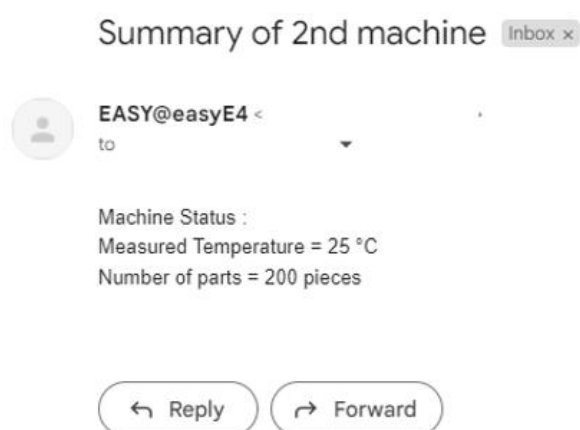 Summary of 2nd machine Inbox ×
EASY@easyE4 <
to
Machine Status :
Measured Temperature = 25 °C
Number of parts = 200 pieces
Reply Forward